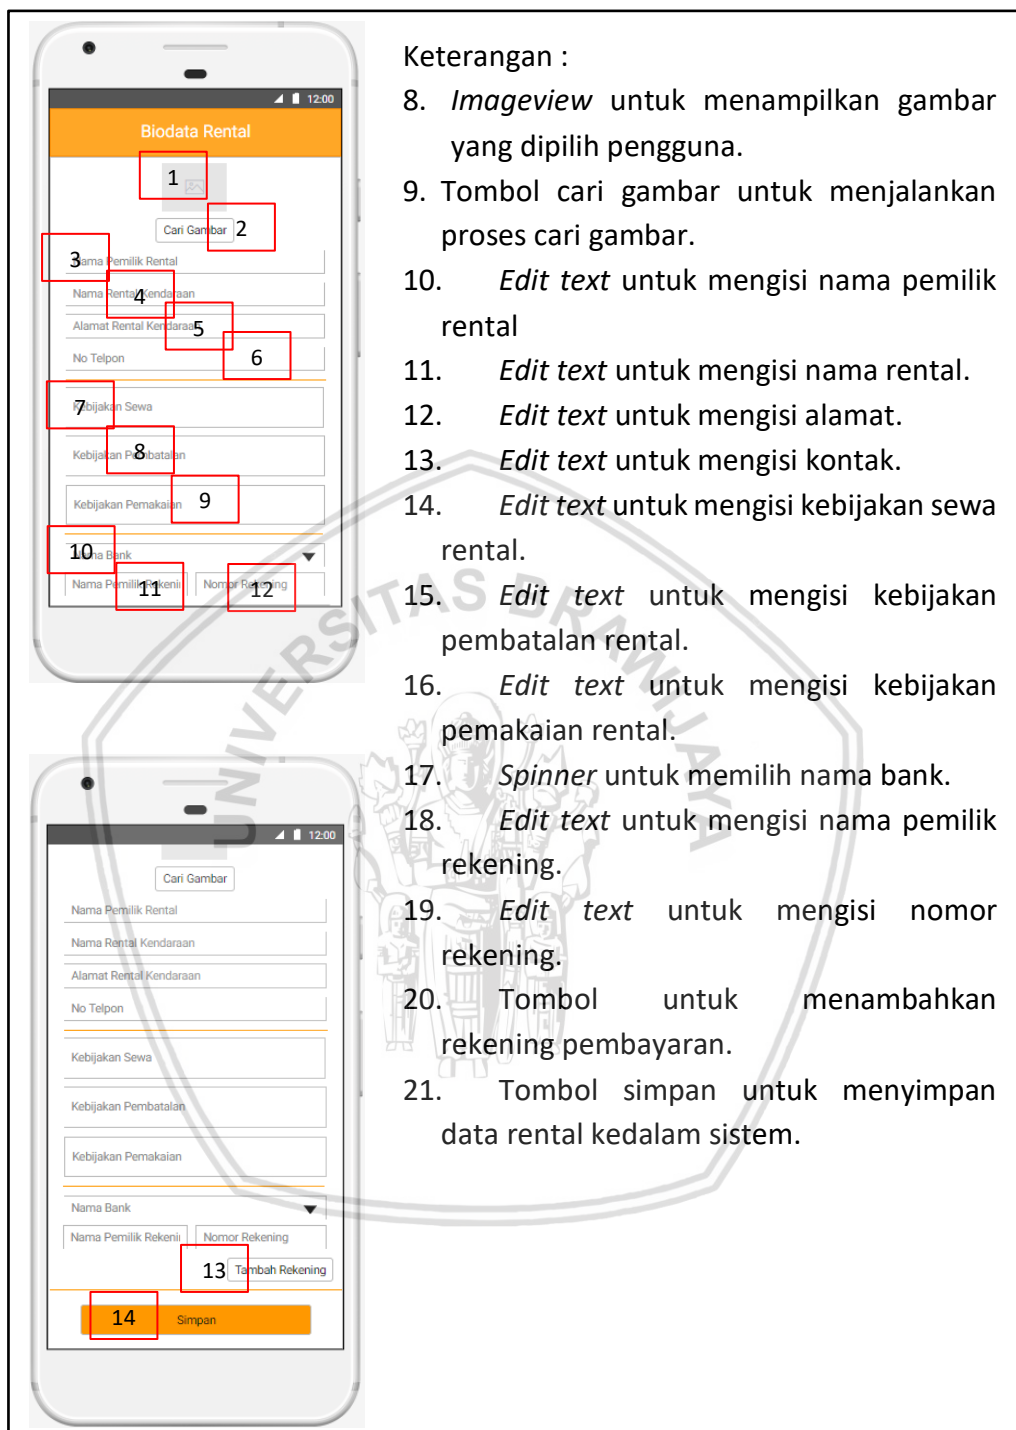 12:00
Biodata Rental
1
Cari Gambar
2
3
Nama Pemilik Rental
Nama Rental Kendaraan
4
Alamat Rental Kendaraan
5
No Telpon
6
Kebijakan Sewa
7
Kebijakan Pembatalan
8
Kebijakan Pemakaian
9
10
Nama Bank
Nama Pemilik Rekenin
11
Nomor Rekening
12
12:00
Cari Gambar
Nama Pemilik Rental
Nama Rental Kendaraan
Alamat Rental Kendaraan
No Telpon
Kebijakan Sewa
Kebijakan Pembatalan
Kebijakan Pemakaian
Nama Bank
Nama Pemilik Rekenin
Nomor Rekening
13
Tambah Rekening
14
Simpan
Keterangan :
8. Imageview untuk menampilkan gambar
yang dipilih pengguna.
9. Tombol cari gambar untuk menjalankan
proses cari gambar.
10. Edit text untuk mengisi nama pemilik
rental
11. Edit text untuk mengisi nama rental.
12. Edit text untuk mengisi alamat.
13. Edit text untuk mengisi kontak.
14. Edit text untuk mengisi kebijakan sewa
rental.
15. Edit text untuk mengisi kebijakan
pembatalan rental.
16. Edit text untuk mengisi kebijakan
pemakaian rental.
17. Spinner untuk memilih nama bank.
18. Edit text untuk mengisi nama pemilik
rekening.
19. Edit text untuk mengisi nomor
rekening.
20. Tombol untuk menambahkan
rekening pembayaran.
21. Tombol simpan untuk menyimpan
data rental kedalam sistem.
UNIVERSITAS BRAWIJAYA